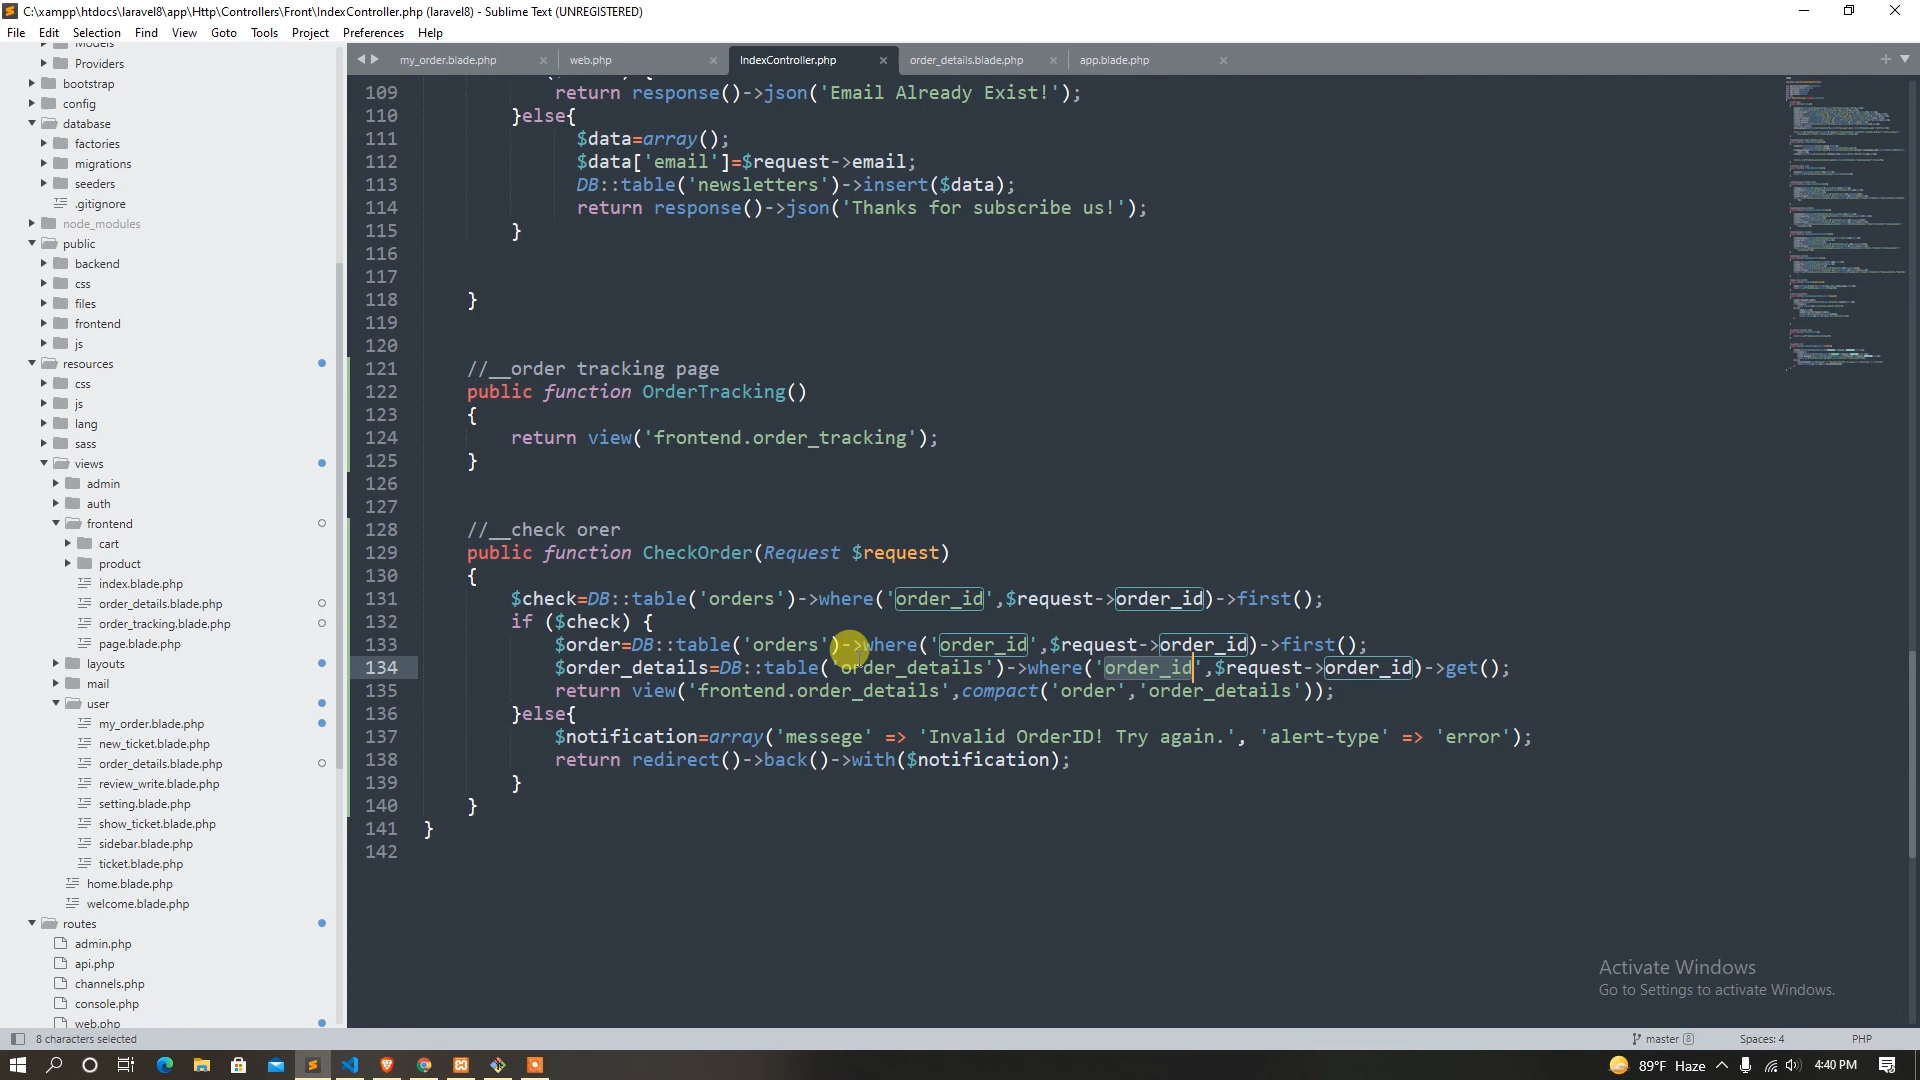 C:\xampp\htdocs\laravel8\app\Http\Controllers\Front\IndexController.php (laravel8) - Sublime Text (UNREGISTERED)
File Edit Selection Find View Goto Tools Project Preferences Help
my_order.blade.php web.php IndexController.php order_details.blade.php app.blade.php
Models
Providers
bootstrap
config
database
factories
migrations
seeders
.gitignore
node_modules
public
backend
css
files
frontend
js
resources
css
js
lang
sass
views
admin
auth
frontend
cart
product
index.blade.php
order_details.blade.php
order_tracking.blade.php
page.blade.php
layouts
mail
user
my_order.blade.php
new_ticket.blade.php
order_details.blade.php
review_write.blade.php
setting.blade.php
show_ticket.blade.php
sidebar.blade.php
ticket.blade.php
home.blade.php
welcome.blade.php
routes
admin.php
api.php
channels.php
console.php
web.php
109 return response()->json('Email Already Exist!');
110 }else{
111 $data=array();
112 $data['email']=$request->email;
113 DB::table('newsletters')->insert($data);
114 return response()->json('Thanks for subscribe us!');
115 }
116
117
118 }
119
120
121 //__order tracking page
122 public function OrderTracking()
123 {
124 return view('frontend.order_tracking');
125 }
126
127
128 //__check orer
129 public function CheckOrder(Request $request)
130 {
131 $check=DB::table('orders')->where('order_id',$request->order_id)->first();
132 if ($check) {
133 $order=DB::table('orders')->where('order_id',$request->order_id)->first();
134 $order_details=DB::table('order_details')->where('order_id',$request->order_id)->get();
135 return view('frontend.order_details',compact('order','order_details'));
136 }else{
137 $notification=array('messege' => 'Invalid OrderID! Try again.', 'alert-type' => 'error');
138 return redirect()->back()->with($notification);
139 }
140 }
141 }
142
Activate Windows
Go to Settings to activate Windows.
8 characters selected master 8 Spaces: 4 PHP
89°F Haze 4:40 PM